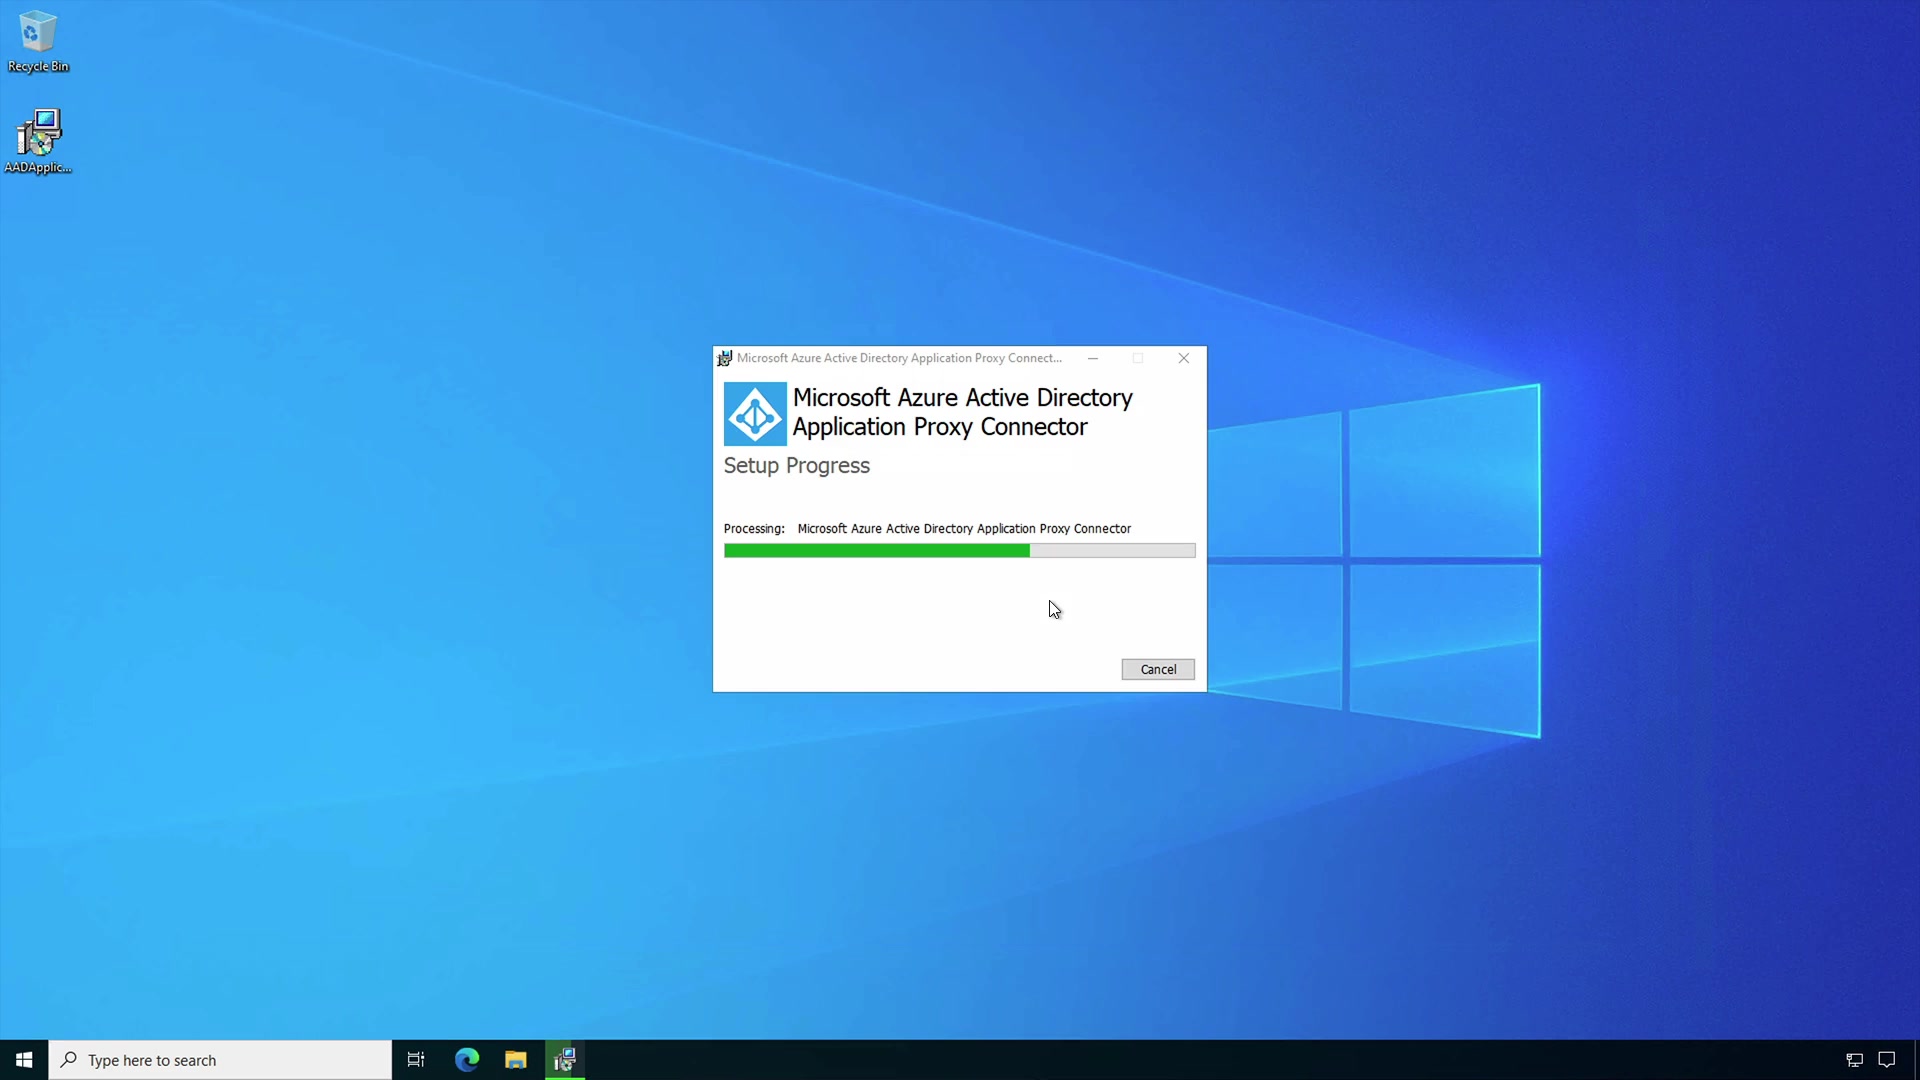 Recycle Bin
AADApplic...
Microsoft Azure Active Directory Application Proxy Connect...
Microsoft Azure Active Directory
Application Proxy Connector
Setup Progress
Processing: Microsoft Azure Active Directory Application Proxy Connector
Cancel
Type here to search